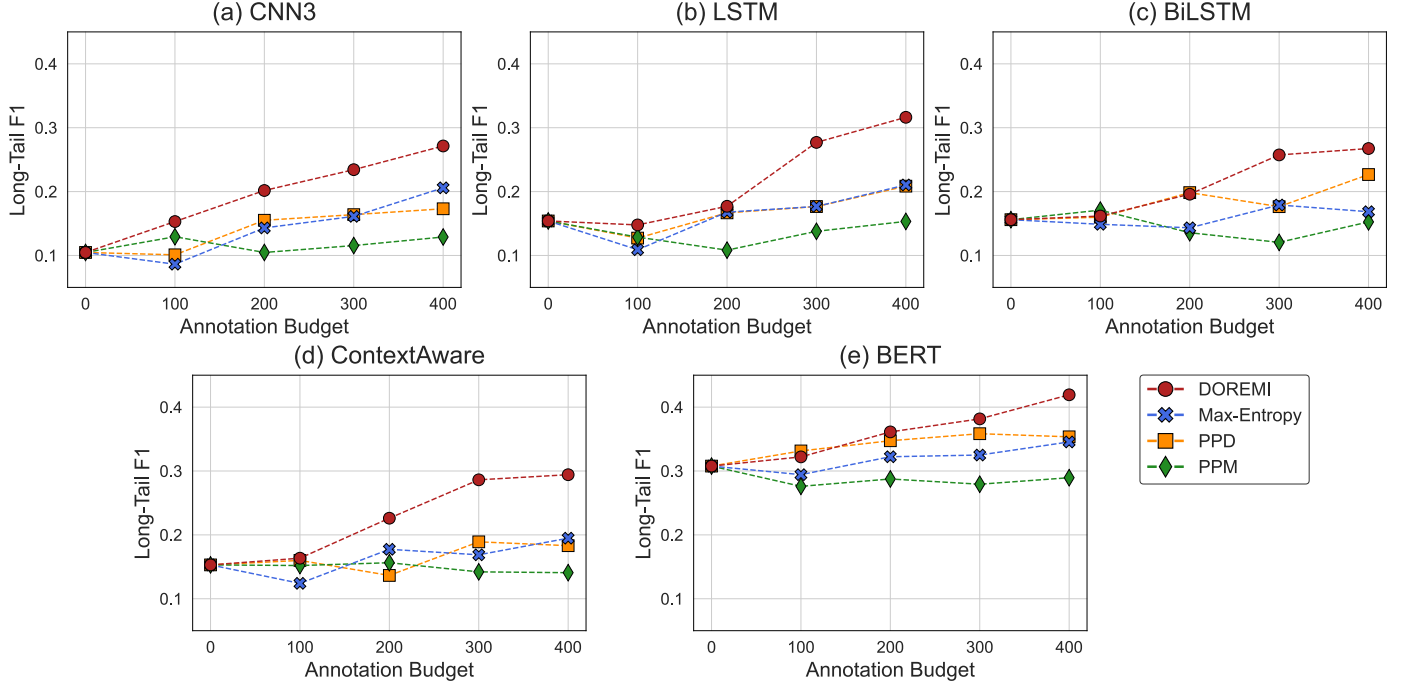 (a) CNN3
Long-Tail F1
0.4
0.3
0.2
0.1
0 100 200 300 400
Annotation Budget
(b) LSTM
Long-Tail F1
0.4
0.3
0.2
0.1
0 100 200 300 400
Annotation Budget
(c) BiLSTM
Long-Tail F1
0.4
0.3
0.2
0.1
0 100 200 300 400
Annotation Budget
(d) ContextAware
Long-Tail F1
0.4
0.3
0.2
0.1
0 100 200 300 400
Annotation Budget
(e) BERT
Long-Tail F1
0.4
0.3
0.2
0.1
0 100 200 300 400
Annotation Budget
DOREMI
Max-Entropy
PPD
PPM